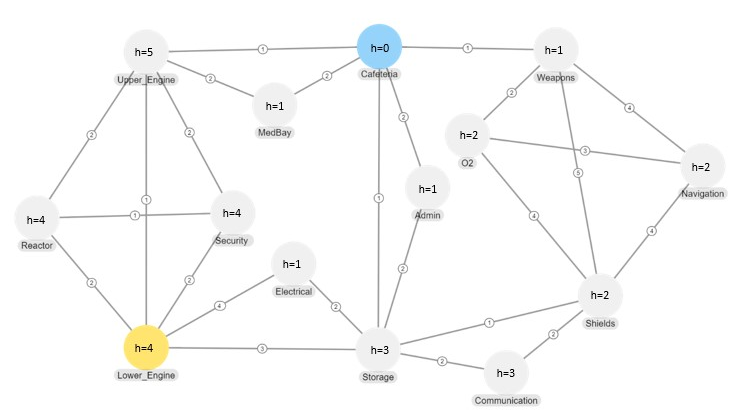 h=5
1
h=0
1
h=1
Upper_Engine
2
2
Cafeteria
Weapons
h=1
MedBay
2
4
2
2
2
h=2
O2
3
h=2
5
Navigation
1
1
h=1
Admin
h=4
1
h=4
Reactor
Security
4
4
h=1
Electrical
2
2
2
4
2
h=2
Shields
1
h=4
3
h=3
2
Lower_Engine
Storage
2
h=3
Communication